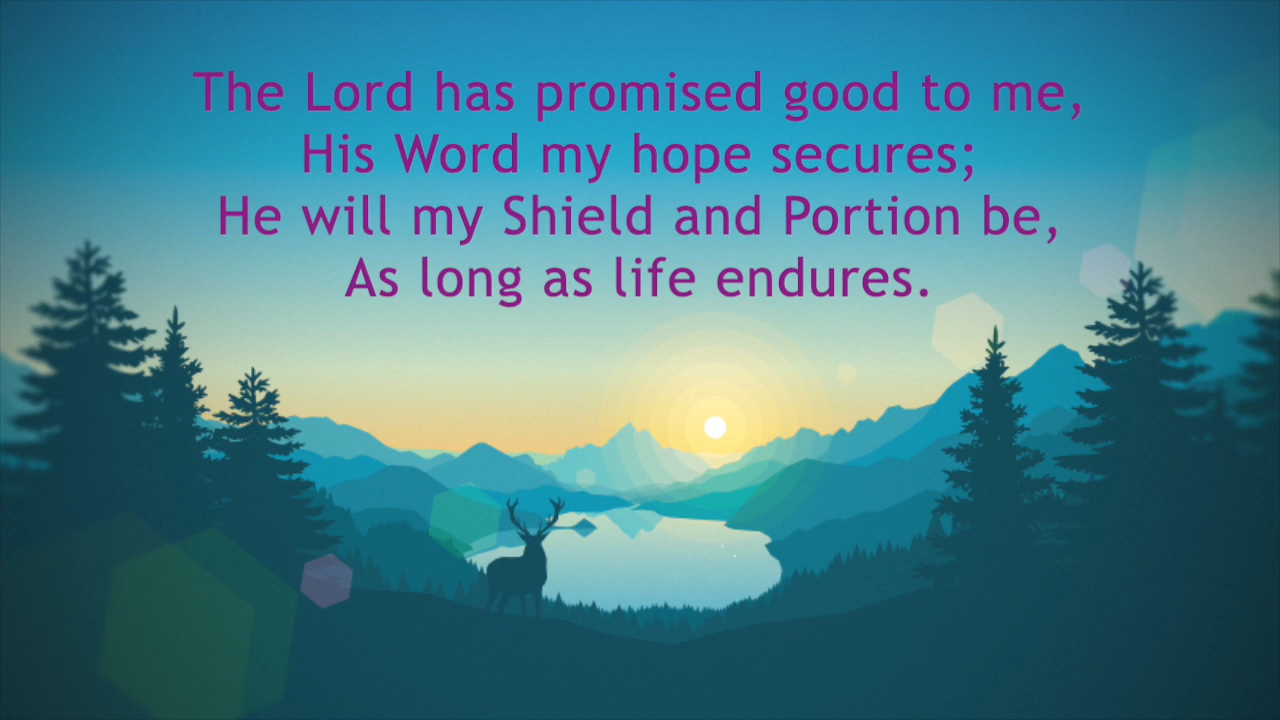 The Lord has promised good to me,
His Word my hope secures;
He will my Shield and Portion be,
As long as life endures.